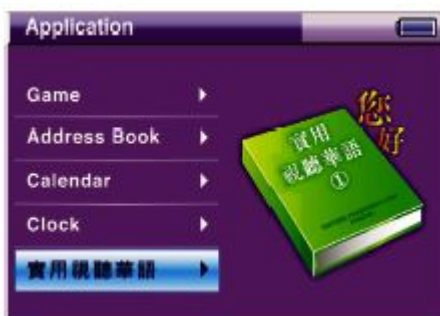 Application
Game
Address Book
Calendar
Clock
實用視聽華語
您好
實用
視聽華語
①